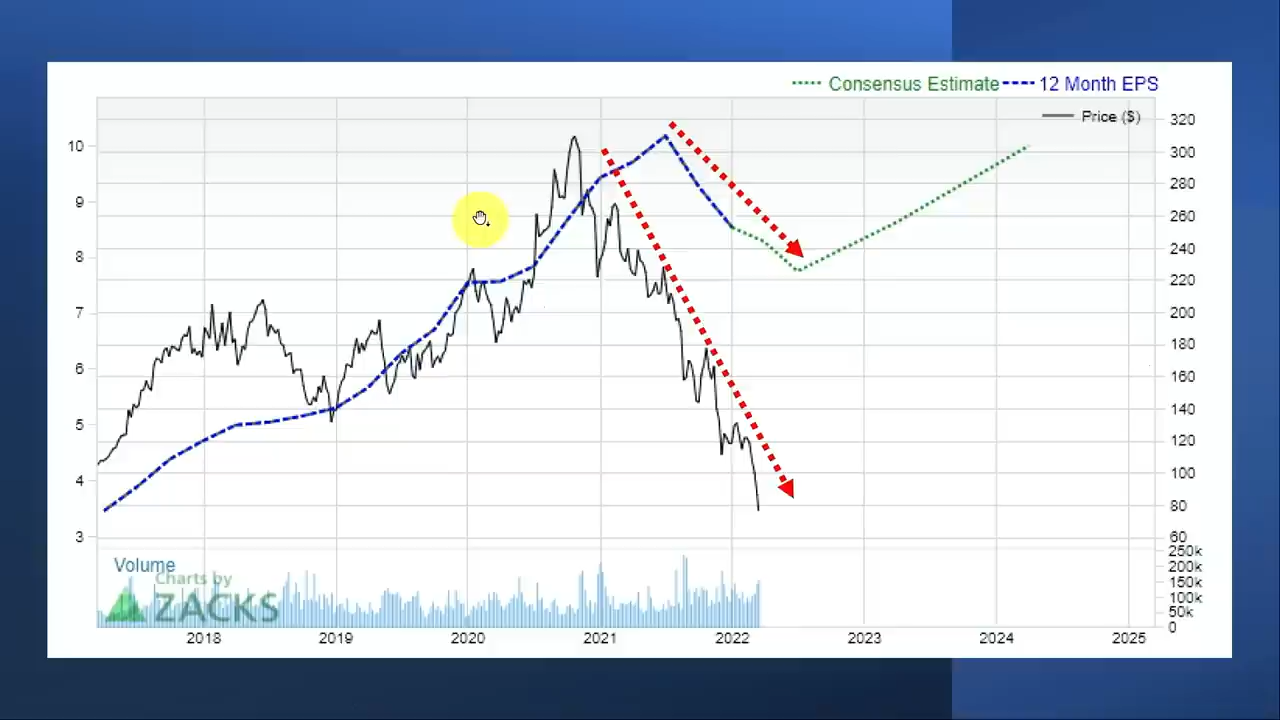 Consensus Estimate 12 Month EPS
Price ($)
10
9
8
7
6
5
4
3
320
300
280
260
240
220
200
180
160
140
120
100
80
60
250k
200k
150k
100k
50k
0
Volume
Charts by
ZACKS
2018 2019 2020 2021 2022 2023 2024 2025